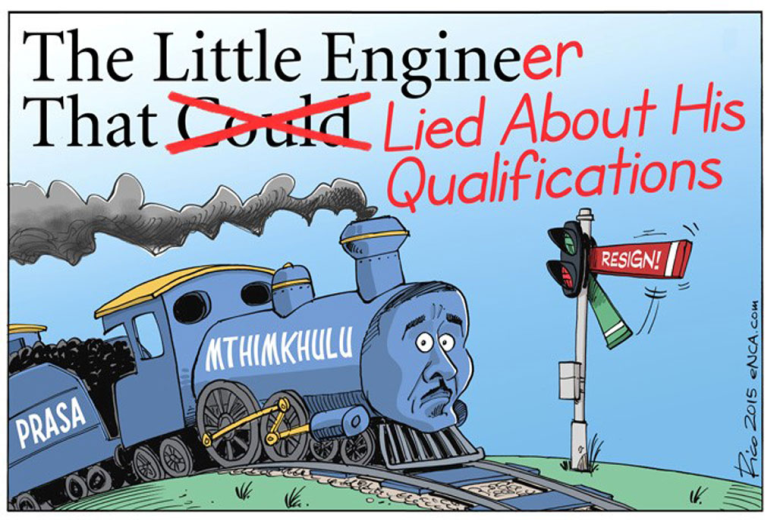 The Little Engineer
That Could Lied About His
Qualifications
RESIGN!
MTHIMKHULU
PRASA
Rico 2015 eNCA.com